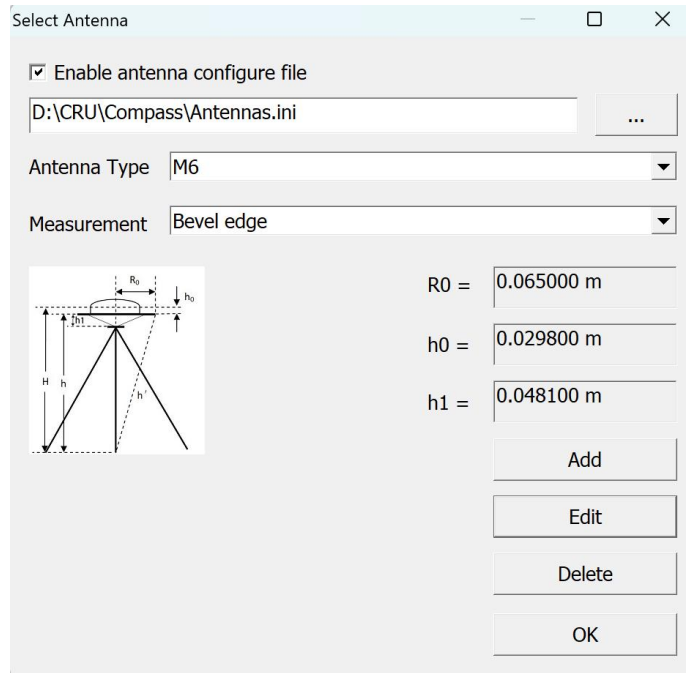 Select Antenna
Enable antenna configure file
D:\CRU\Compass\Antennas.ini
...
Antenna Type M6
Measurement Bevel edge
R₀
h₀
h1
H h h′
R0 = 0.065000 m
h0 = 0.029800 m
h1 = 0.048100 m
Add
Edit
Delete
OK